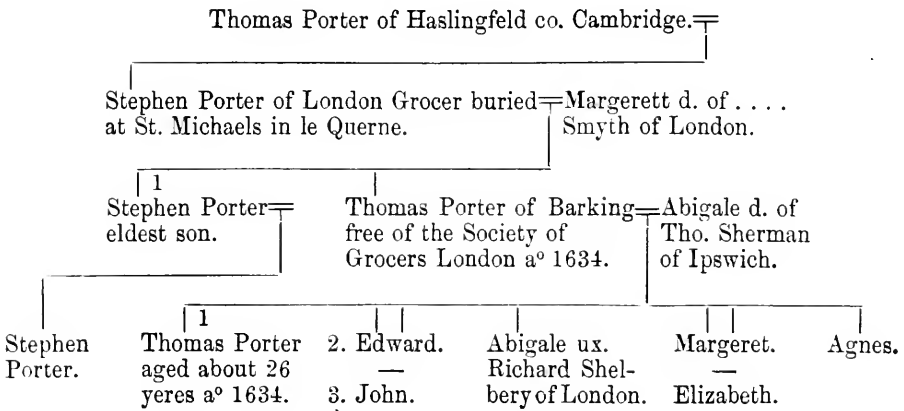 Thomas Porter of Haslingfeld co. Cambridge.
Stephen Porter of London Grocer buried
at St. Michaels in le Querne.
Margerett d. of . . . .
Smyth of London.
1
Stephen Porter
eldest son.
Thomas Porter of Barking
free of the Society of
Grocers London aº 1634.
Abigale d. of
Tho. Sherman
of Ipswich.
Stephen
Porter.
1
Thomas Porter
aged about 26
yeres aº 1634.
2. Edward.
—
3. John.
Abigale ux.
Richard Shel-
bery of London.
Margeret.
—
Elizabeth.
Agnes.